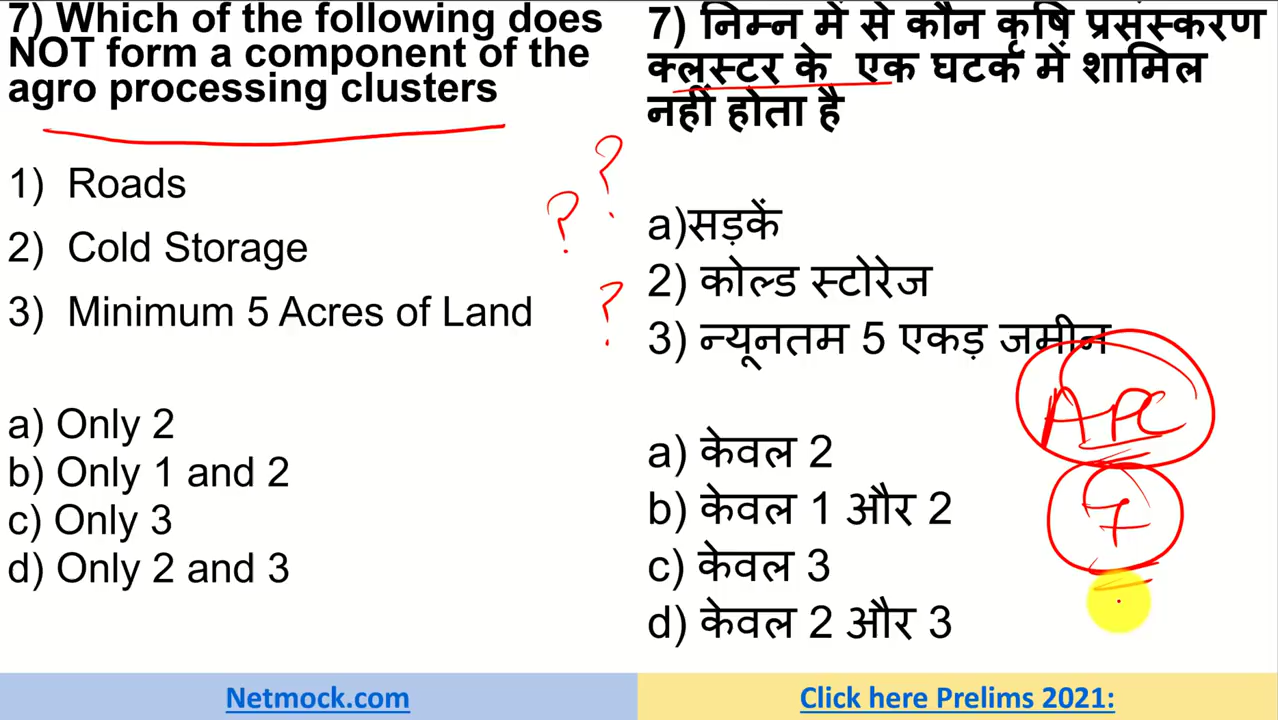 7) Which of the following does
NOT form a component of the
agro processing clusters
1) Roads
2) Cold Storage
3) Minimum 5 Acres of Land
a) Only 2
b) Only 1 and 2
c) Only 3
d) Only 2 and 3
7) निम्न में से कौन कृषि प्रसंस्करण
क्लस्टर के एक घटक में शामिल
नहीं होता है
a)सड़कें
2) कोल्ड स्टोरेज
3) न्यूनतम 5 एकड़ जमीन
a) केवल 2
b) केवल 1 और 2
c) केवल 3
d) केवल 2 और 3
?
?
?
APC
7
Netmock.com
Click here Prelims 2021: